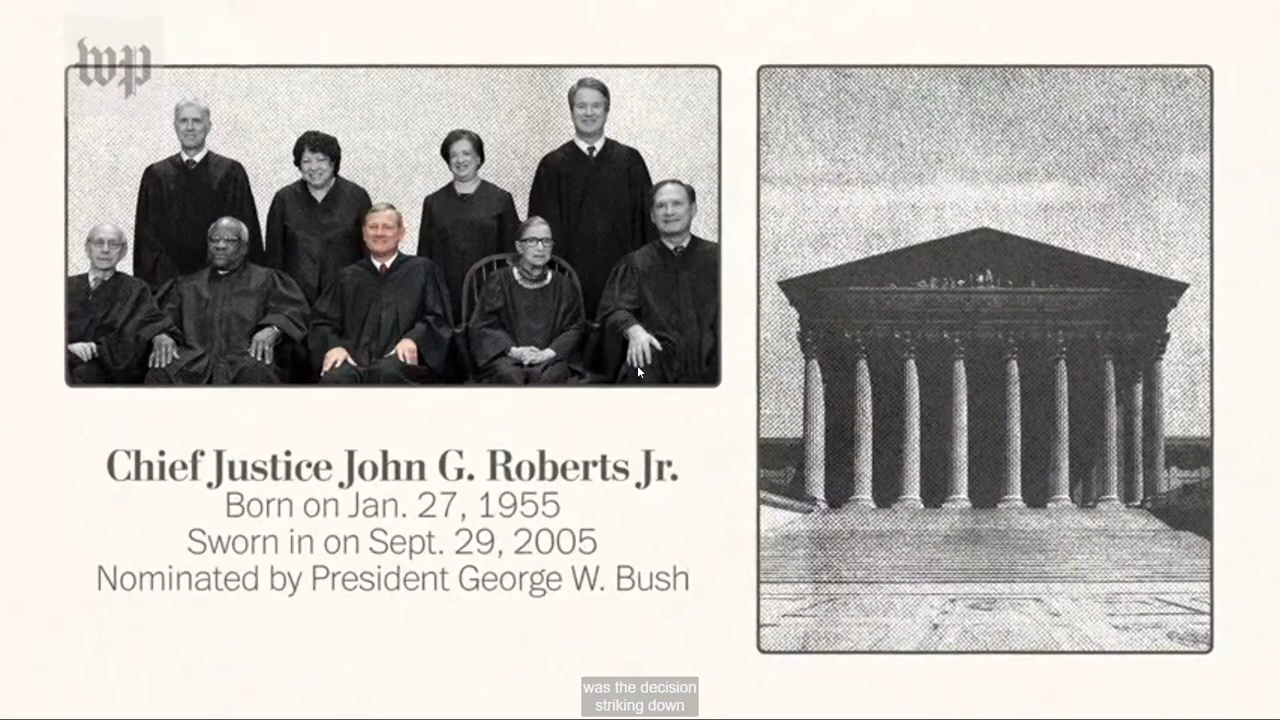 wp
Chief Justice John G. Roberts Jr.
Born on Jan. 27, 1955
Sworn in on Sept. 29, 2005
Nominated by President George W. Bush
was the decision
striking down